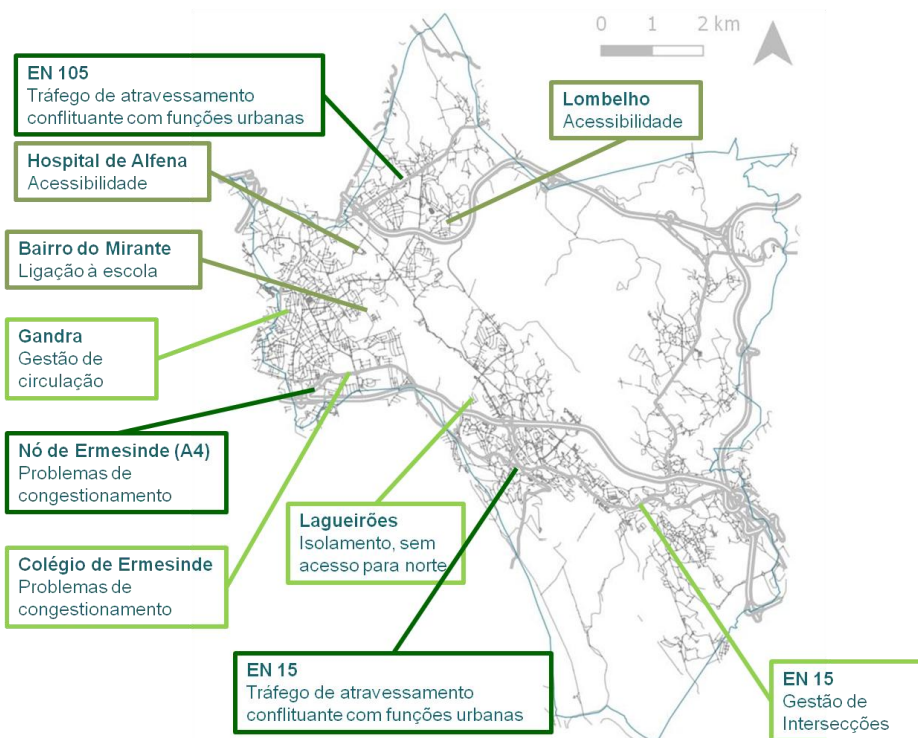 0 1 2 km
EN 105
Tráfego de atravessamento
conflituante com funções urbanas
Lombelho
Acessibilidade
Hospital de Alfena
Acessibilidade
Bairro do Mirante
Ligação à escola
Gandra
Gestão de
circulação
Nó de Ermesinde (A4)
Problemas de
congestionamento
Colégio de Ermesinde
Problemas de
congestionamento
Lagueirões
Isolamento, sem
acesso para norte
EN 15
Tráfego de atravessamento
conflituante com funções urbanas
EN 15
Gestão de
Intersecções